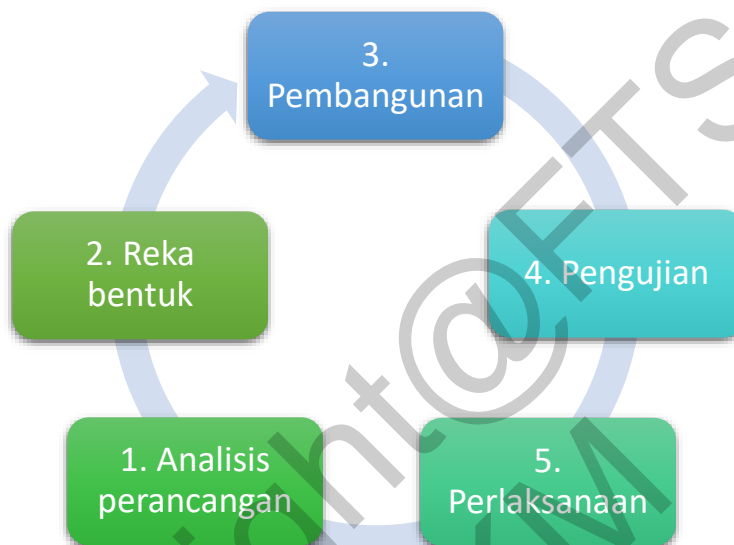 3.
Pembangunan
2. Reka
bentuk
4. Pengujian
1. Analisis
perancangan
5.
Perlaksanaan